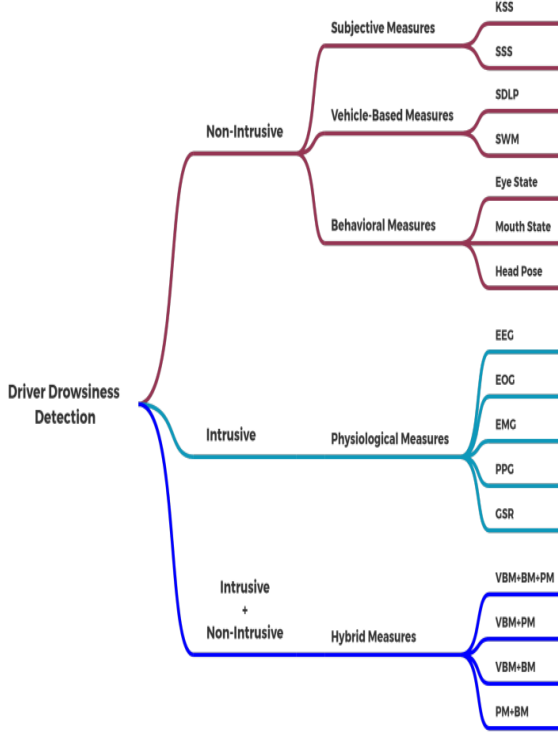 Driver Drowsiness
Detection
Non-Intrusive
Subjective Measures
KSS
SSS
Vehicle-Based Measures
SDLP
SWM
Behavioral Measures
Eye State
Mouth State
Head Pose
Intrusive
Physiological Measures
EEG
EOG
EMG
PPG
GSR
Intrusive
+
Non-Intrusive
Hybrid Measures
VBM+BM+PM
VBM+PM
VBM+BM
PM+BM